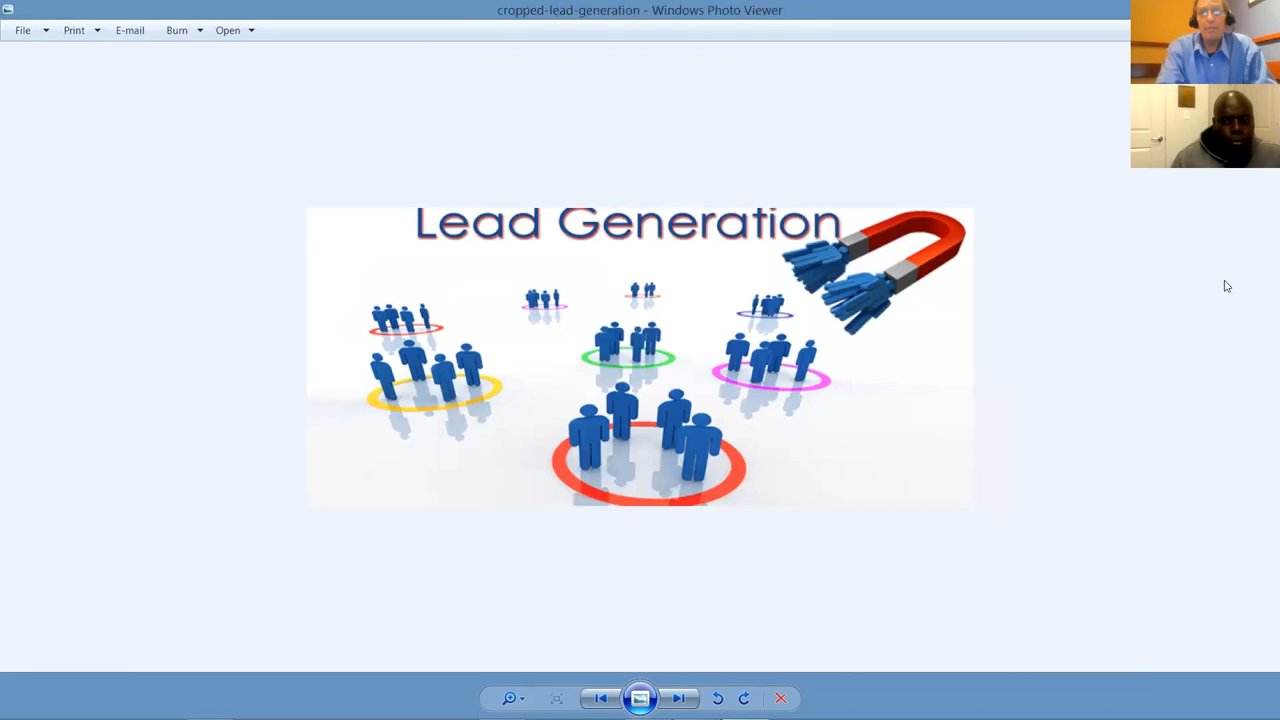 cropped-lead-generation - Windows Photo Viewer
File Print E-mail Burn Open
Lead Generation